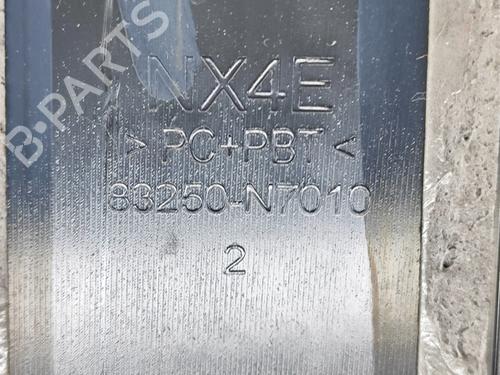 B-PARTS
NX4E
> PC+PBT <
83250-N7010
2